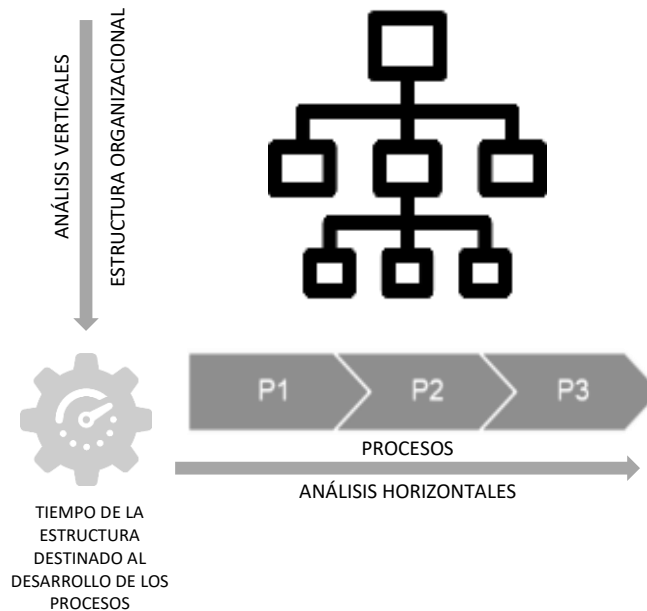 ANÁLISIS VERTICALES
ESTRUCTURA ORGANIZACIONAL
P1 P2 P3
PROCESOS
ANÁLISIS HORIZONTALES
TIEMPO DE LA
ESTRUCTURA
DESTINADO AL
DESARROLLO DE LOS
PROCESOS